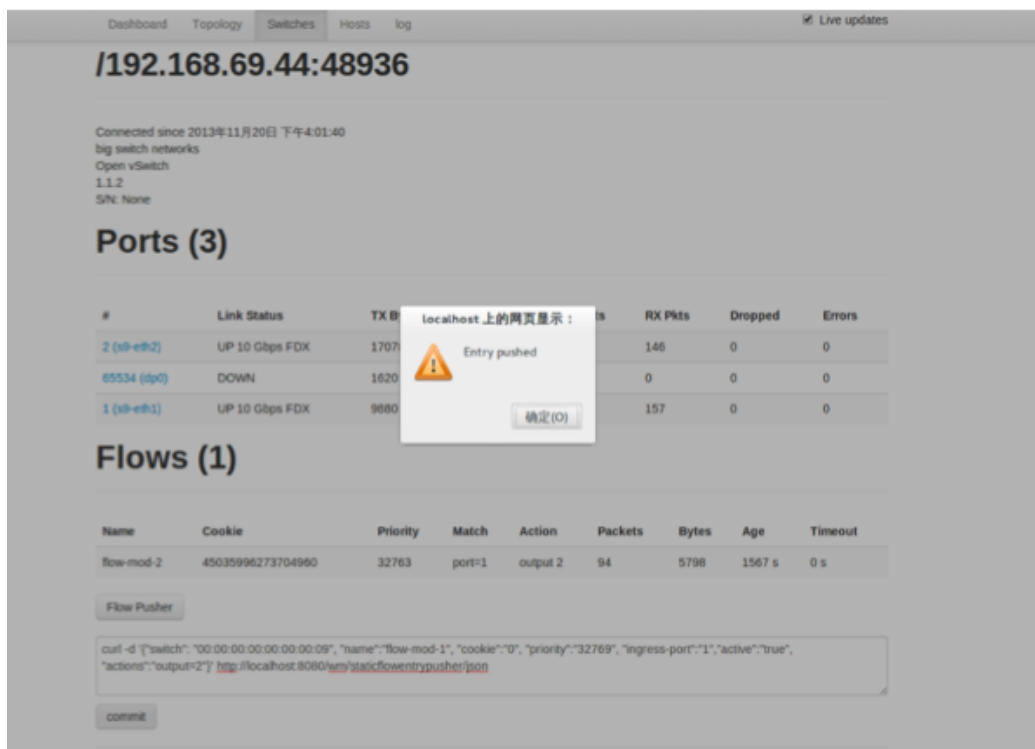 Dashboard Topology Switches Hosts log Live updates
/192.168.69.44:48936
Connected since 2013年11月20日 下午4:01:40
big switch networks
Open vSwitch
1.1.2
S/N: None
Ports (3)
# Link Status TX B ts RX Pkts Dropped Errors
2 (s9-eth2) UP 10 Gbps FDX 1707 146 0 0
65534 (dp0) DOWN 1620 0 0 0
1 (s9-eth1) UP 10 Gbps FDX 9880 157 0 0
localhost 上的网页显示：
Entry pushed
确定(O)
Flows (1)
Name Cookie Priority Match Action Packets Bytes Age Timeout
flow-mod-2 45035996273704960 32763 port=1 output 2 94 5798 1567 s 0 s
Flow Pusher
curl -d '{"switch": "00:00:00:00:00:00:00:09", "name":"flow-mod-1", "cookie":"0", "priority":"32769", "ingress-port":"1","active":"true",
"actions":"output=2"}' http://localhost:8080/wm/staticflowentrypusher/json
commit